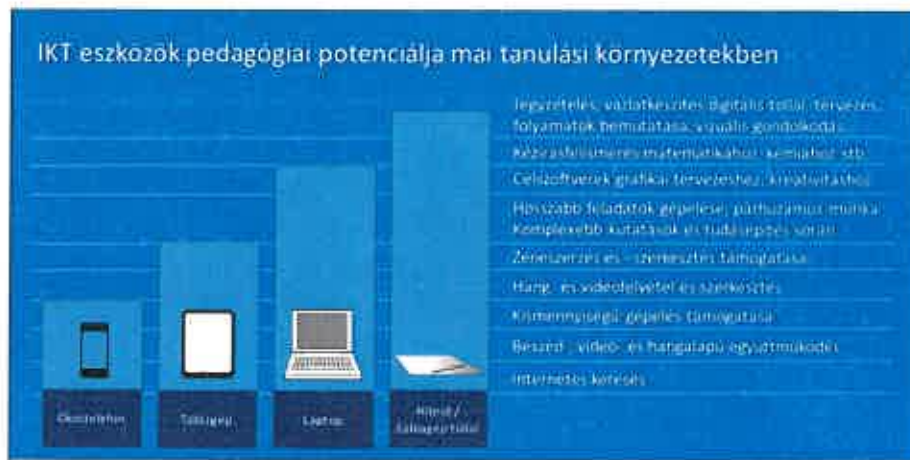 IKT eszközök pedagógiai potenciálja mai tanulási környezetekben
Jegyzetelés, vázlatkészítés digitális tollal, tervezés,
folyamatok bemutatása, vizuális gondolkodás
Kézírásfelismerés matematikához, kémiához stb.
Célszoftverek grafikai tervezéshez, kreativitáshoz
Hosszabb feladatok gépelése, párhuzamos munka
Komplexebb kutatások és tudásépítés során
Zeneszerzés és -szerkesztés támogatása
Hang- és videofelvétel és szerkesztés
Kismennyiségű gépelés támogatása
Beszéd-, video- és hangalapú együttműködés
Internetes keresés
Okostelefon
Táblagép
Laptop
Hibrid /